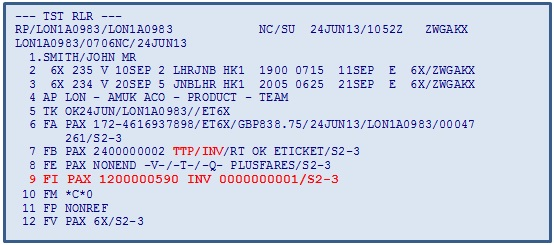 --- TST RLR ---
RP/LON1A0983/LON1A0983 NC/SU 24JUN13/1052Z ZWGAKX
LON1A0983/0706NC/24JUN13
1.SMITH/JOHN MR
2 6X 235 V 10SEP 2 LHRJNB HK1 1900 0715 11SEP E 6X/ZWGAKX
3 6X 234 V 20SEP 5 JNBLHR HK1 2005 0625 21SEP E 6X/ZWGAKX
4 AP LON - AMUK ACO - PRODUCT - TEAM
5 TK OK24JUN/LON1A0983//ET6X
6 FA PAX 172-4616937898/ET6X/GBP838.75/24JUN13/LON1A0983/00047
261/S2-3
7 FB PAX 2400000002 TTP/INV/RT OK ETICKET/S2-3
8 FE PAX NONEND -V-/-T-/-Q- PLUSFARES/S2-3
9 FI PAX 1200000590 INV 0000000001/S2-3
10 FM *C*0
11 FP NONREF
12 FV PAX 6X/S2-3